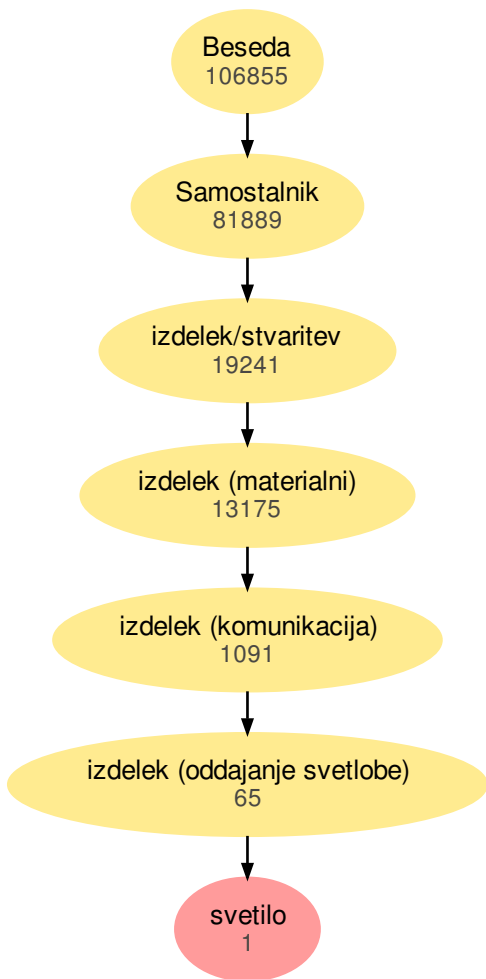 Beseda
106855
Samostalnik
81889
izdelek/stvaritev
19241
izdelek (materialni)
13175
izdelek (komunikacija)
1091
izdelek (oddajanje svetlobe)
65
svetilo
1